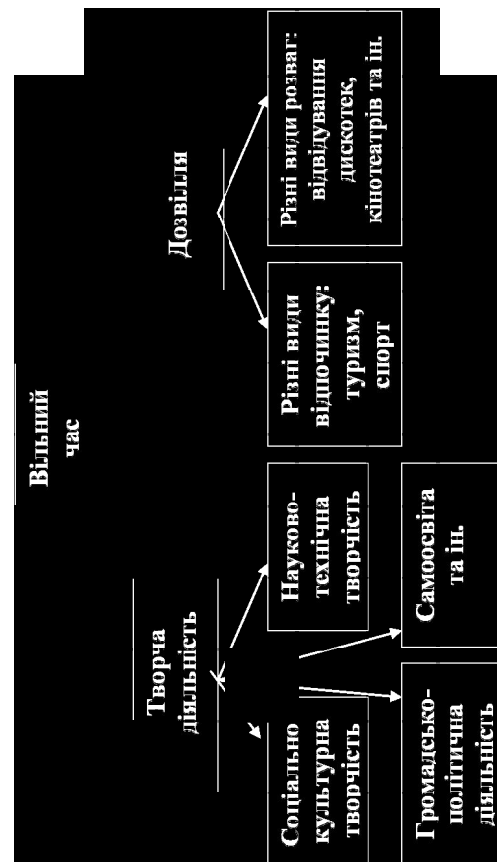 Вільний
час
Творча
діяльність
Дозвілля
Соціально
культурна
творчість
Науково-
технічна
творчість
Різні види
відпочинку:
туризм,
спорт
Різні види розваг:
відвідування
дискотек,
кінотеатрів та ін.
Громадсько-
політична
діяльність
Самоосвіта
та ін.